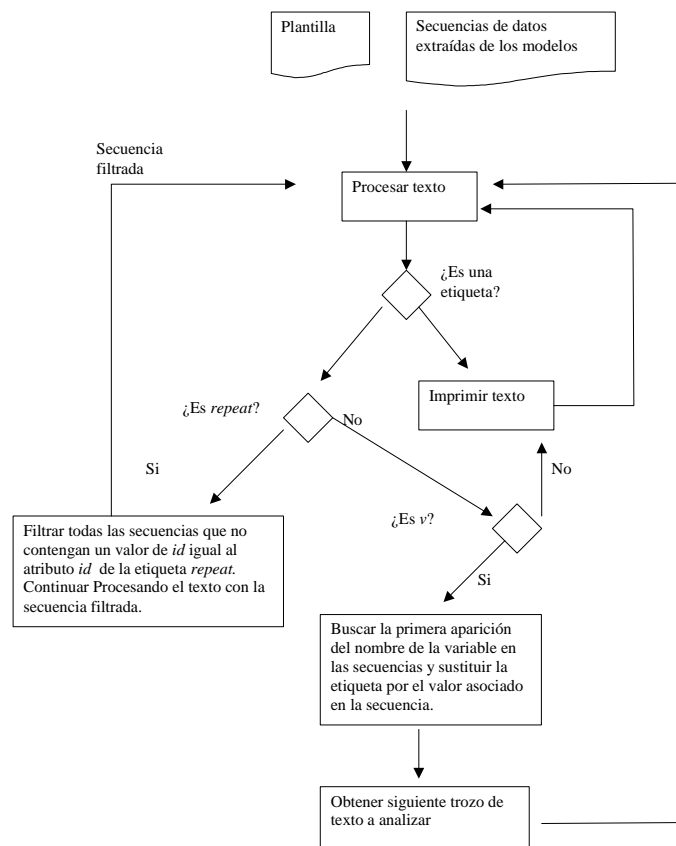 Plantilla
Secuencias de datos
extraídas de los modelos
Secuencia
filtrada
Procesar texto
¿Es una
etiqueta?
¿Es repeat?
No
Imprimir texto
Si
No
¿Es v?
Filtrar todas las secuencias que no
contengan un valor de id igual al
atributo id de la etiqueta repeat.
Continuar Procesando el texto con la
secuencia filtrada.
Si
Buscar la primera aparición
del nombre de la variable en
las secuencias y sustituir la
etiqueta por el valor asociado
en la secuencia.
Obtener siguiente trozo de
texto a analizar